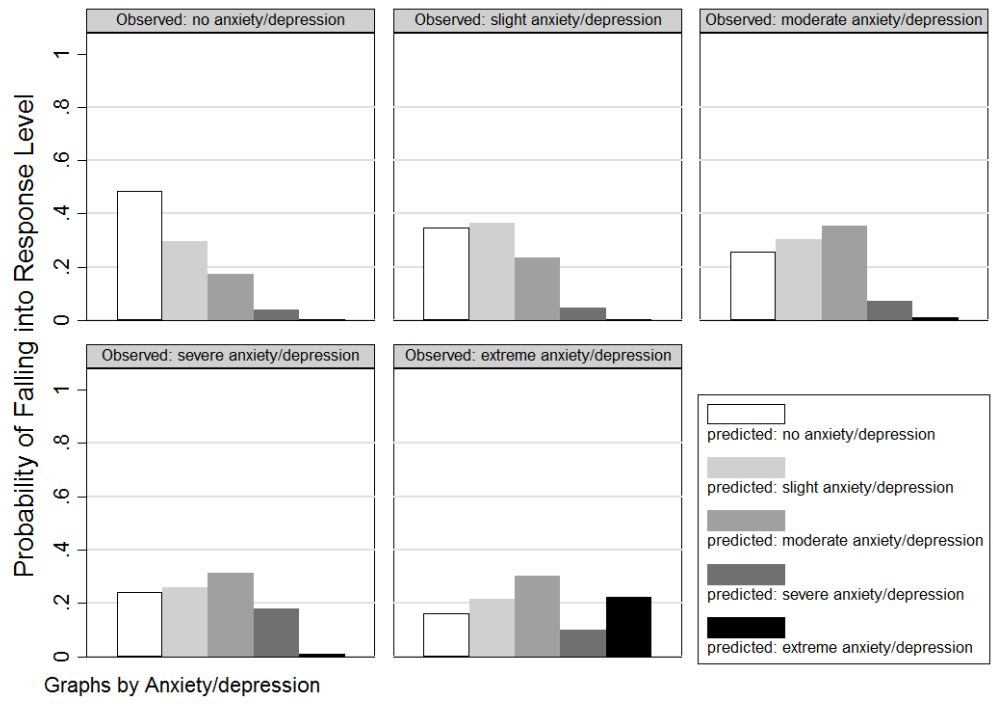 Observed: no anxiety/depression
Observed: slight anxiety/depression
Observed: moderate anxiety/depression
Probability of Falling into Response Level
1
.8
.6
.4
.2
0
Observed: severe anxiety/depression
Observed: extreme anxiety/depression
1
.8
.6
.4
.2
0
predicted: no anxiety/depression
predicted: slight anxiety/depression
predicted: moderate anxiety/depression
predicted: severe anxiety/depression
predicted: extreme anxiety/depression
Graphs by Anxiety/depression